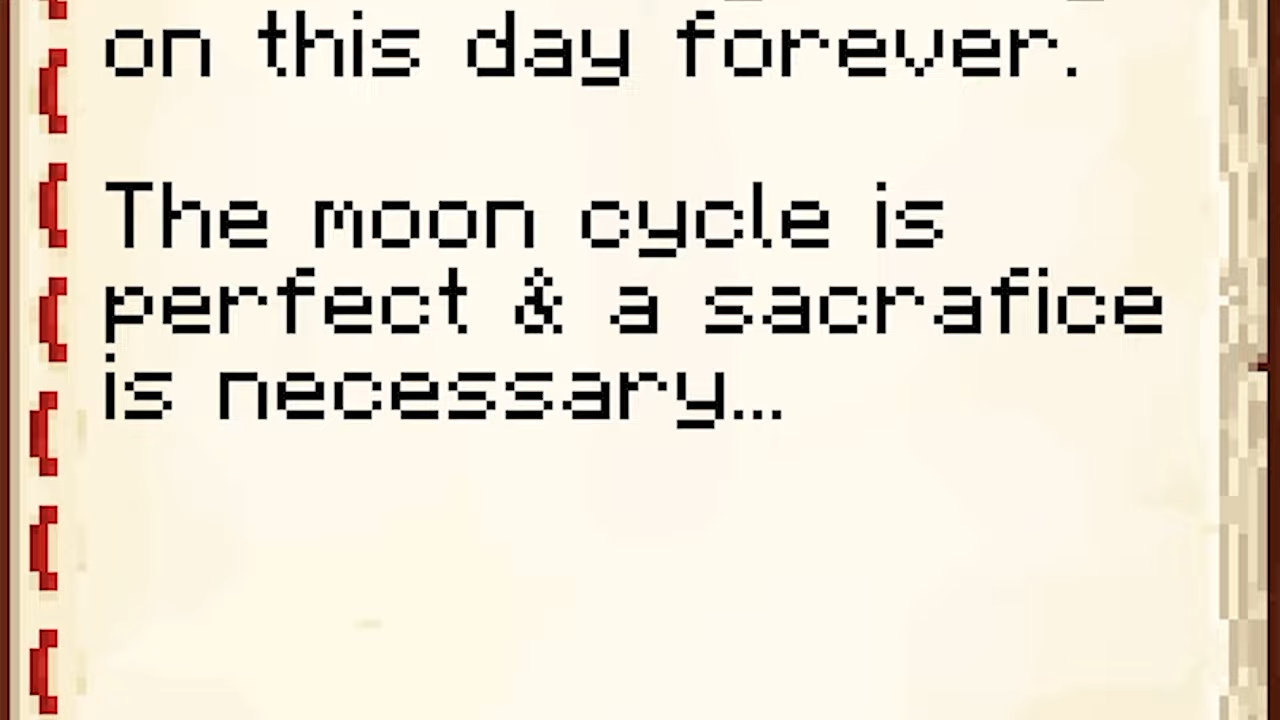 on this day forever.
The moon cycle is
perfect & a sacrafice
is necessary...